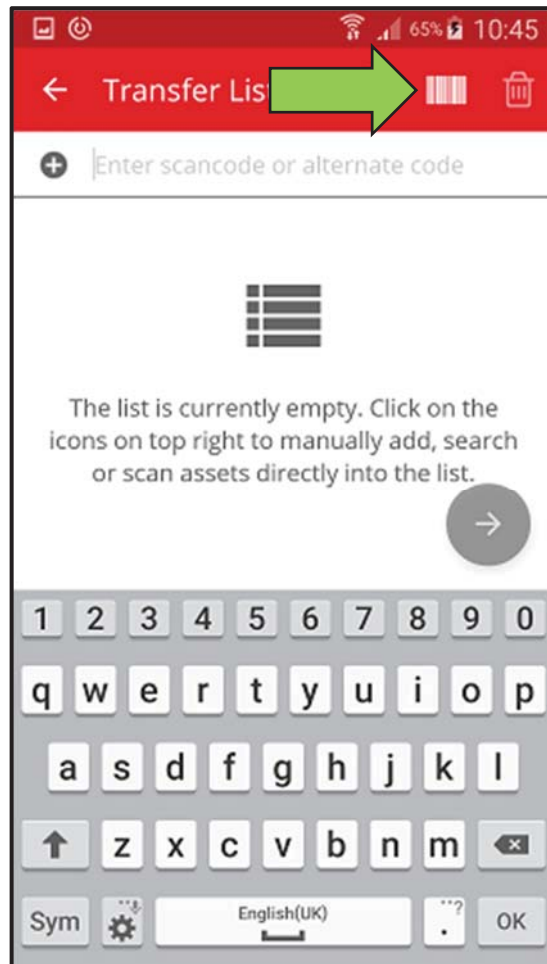 65% 10:45
Transfer Lis
Enter scancode or alternate code
The list is currently empty. Click on the
icons on top right to manually add, search
or scan assets directly into the list.
1 2 3 4 5 6 7 8 9 0
q w e r t y u i o p
a s d f g h j k l
z x c v b n m
Sym English(UK) . ...? OK